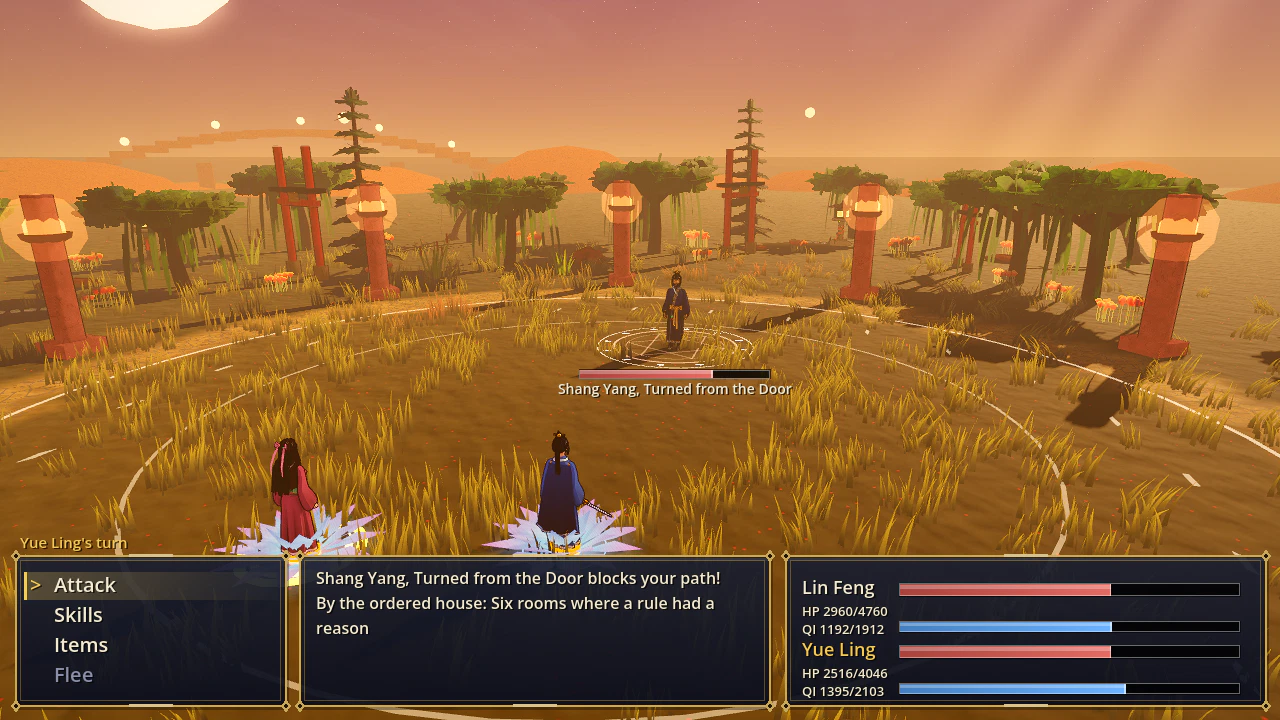 Shang Yang, Turned from the Door
Yue Ling's turn
> Attack
Skills
Items
Flee
Shang Yang, Turned from the Door blocks your path!
By the ordered house: Six rooms where a rule had a
reason
Lin Feng
HP 2960/4760
QI 1192/1912
Yue Ling
HP 2516/4046
QI 1395/2103